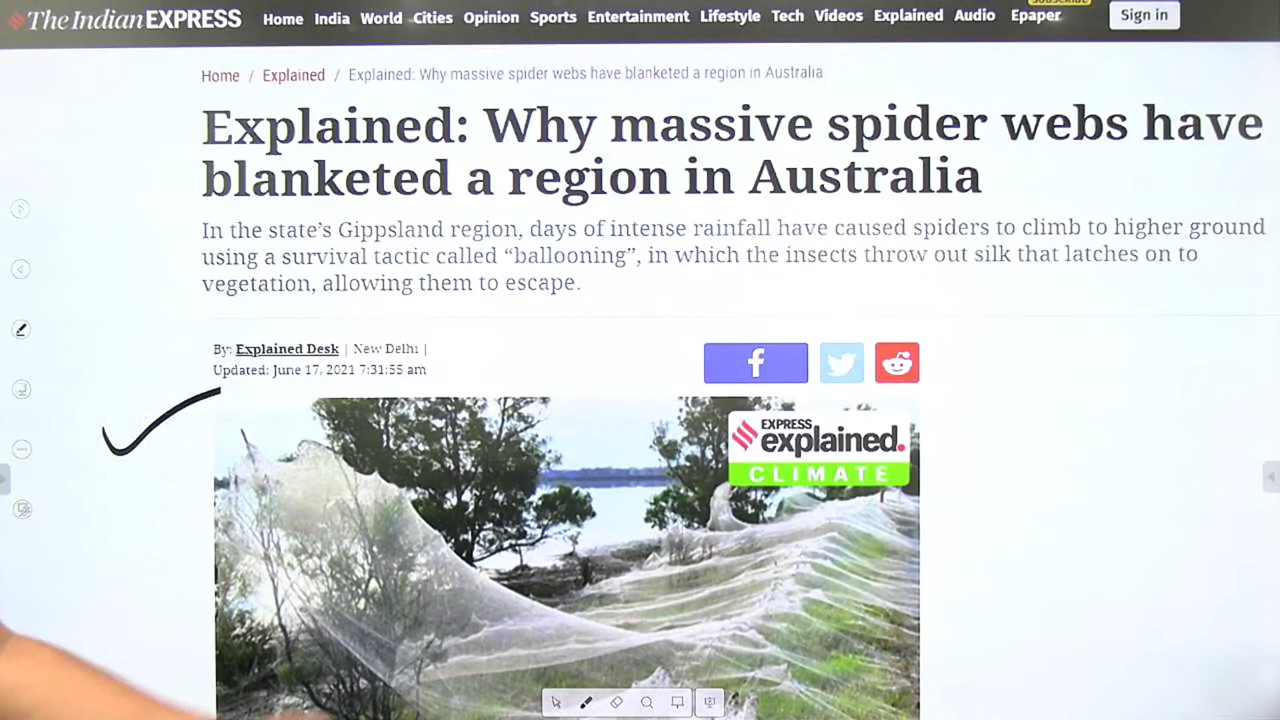 The Indian EXPRESS Home India World Cities Opinion Sports Entertainment Lifestyle Tech Videos Explained Audio Epaper Subscribe Sign in
Home / Explained / Explained: Why massive spider webs have blanketed a region in Australia
Explained: Why massive spider webs have
blanketed a region in Australia
In the state’s Gippsland region, days of intense rainfall have caused spiders to climb to higher ground
using a survival tactic called “ballooning”, in which the insects throw out silk that latches on to
vegetation, allowing them to escape.
By: Explained Desk | New Delhi |
Updated: June 17, 2021 7:31:55 am
f
EXPRESS
explained.
CLIMATE